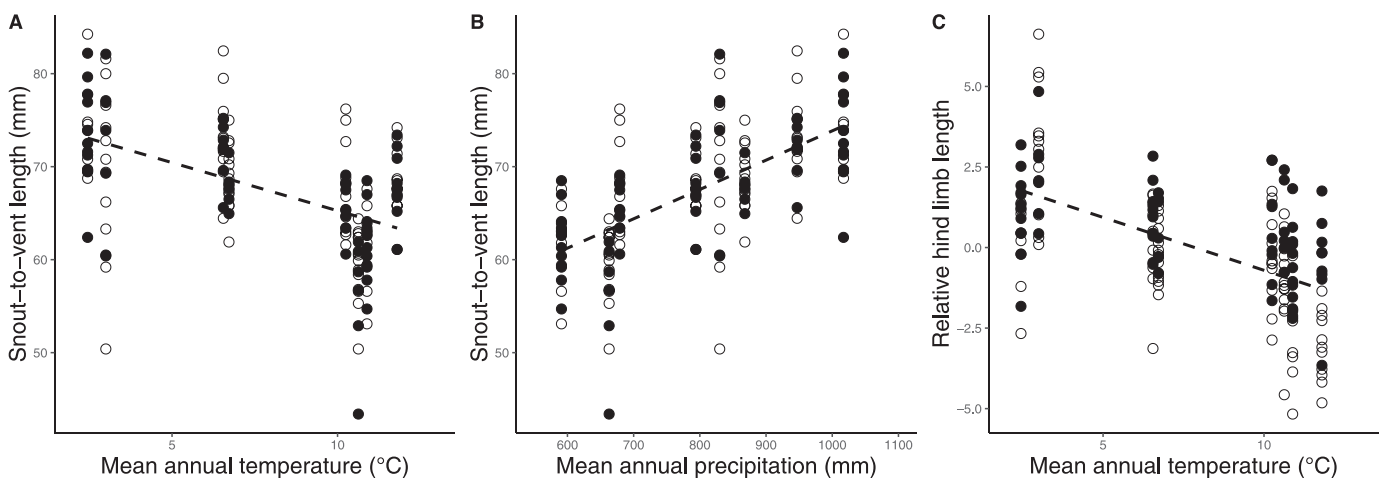 A
Snout−to−vent length (mm)
80
70
60
50
5
10
Mean annual temperature (°C)
B
Snout−to−vent length (mm)
80
70
60
50
600
700
800
900
1000
1100
Mean annual precipitation (mm)
C
Relative hind limb length
5.0
2.5
0.0
−2.5
−5.0
5
10
Mean annual temperature (°C)